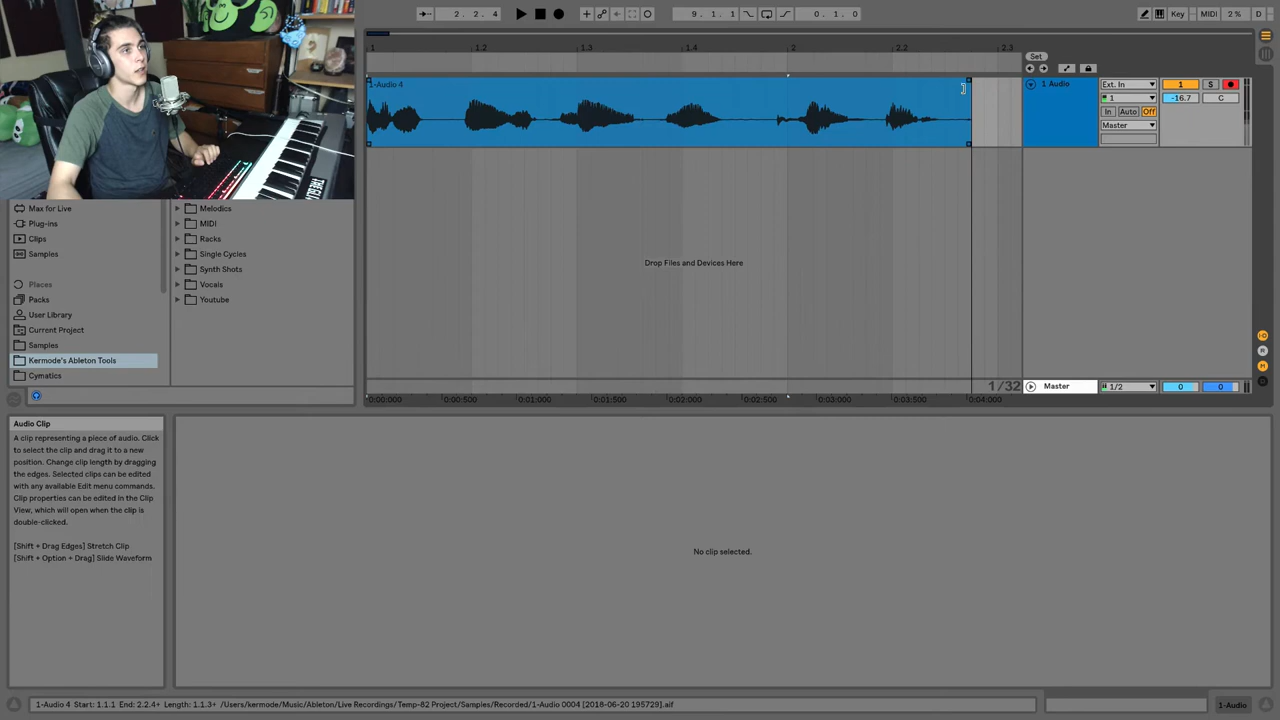 2. 2. 4
9. 1. 1
0. 1. 0
Key
MIDI
2 %
D
1
1.2
1.3
1.4
2
2.2
2.3
Set
1-Audio 4
1 Audio
Ext. In
1
S
1
-16.7
C
In
Auto
Off
Master
Max for Live
Plug-ins
Clips
Samples
Places
Packs
User Library
Current Project
Samples
Kermode's Ableton Tools
Cymatics
Melodics
MIDI
Racks
Single Cycles
Synth Shots
Vocals
Youtube
Drop Files and Devices Here
1/32
Master
1/2
0
0
R
0:00:000
0:00:500
0:01:000
0:01:500
0:02:000
0:02:500
0:03:000
0:03:500
0:04:000
Audio Clip
A clip representing a piece of audio. Click
to select the clip and drag it to a new
position. Change clip length by dragging
the edges. Selected clips can be edited
with any available Edit menu commands.
Clip properties can be edited in the Clip
View, which will open when the clip is
double-clicked.
[Shift + Drag Edges] Stretch Clip
[Shift + Option + Drag] Slide Waveform
No clip selected.
1-Audio 4 Start: 1.1.1 End: 2.2.4+ Length: 1.1.3+ /Users/kermode/Music/Ableton/Live Recordings/Temp-82 Project/Samples/Recorded/1-Audio 0004 [2018-06-20 195729].aif
1-Audio